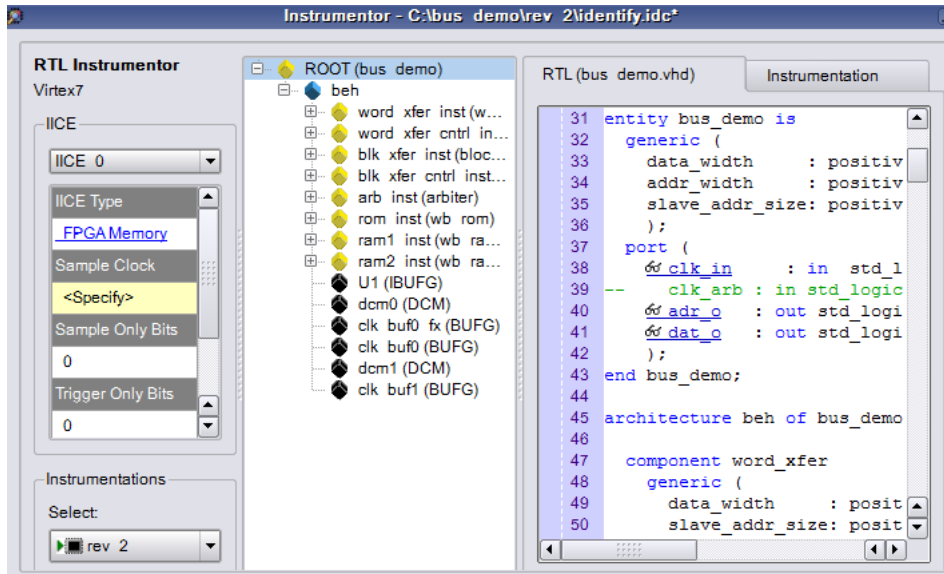 Instrumentor - C:\bus demo\rev 2\identify.idc*
RTL Instrumentor
Virtex7
IICE
IICE 0
IICE Type
FPGAMemory
Sample Clock
<Specify>
Sample Only Bits
0
Trigger Only Bits
0
Instrumentations
Select:
rev 2
ROOT (bus demo)
beh
word xfer inst (w...
word xfer cntrl in...
blk xfer inst (bloc...
blk xfer cntrl inst...
arb inst (arbiter)
rom inst (wb rom)
ram1 inst (wb ra...
ram2 inst (wb ra...
U1 (IBUFG)
dcm0 (DCM)
clk buf0 fx (BUFG)
clk buf0 (BUFG)
dcm1 (DCM)
clk buf1 (BUFG)
RTL (bus demo.vhd)
Instrumentation
31 entity bus_demo is
32 generic (
33 data_width : positiv
34 addr_width : positiv
35 slave_addr_size: positiv
36 );
37 port (
38 clk_in : in std_l
39 -- clk_arb : in std_logic
40 adr_o : out std_logi
41 dat_o : out std_logi
42 );
43 end bus_demo;
44
45 architecture beh of bus_demo
46
47 component word_xfer
48 generic (
49 data_width : posit
50 slave_addr_size: posit